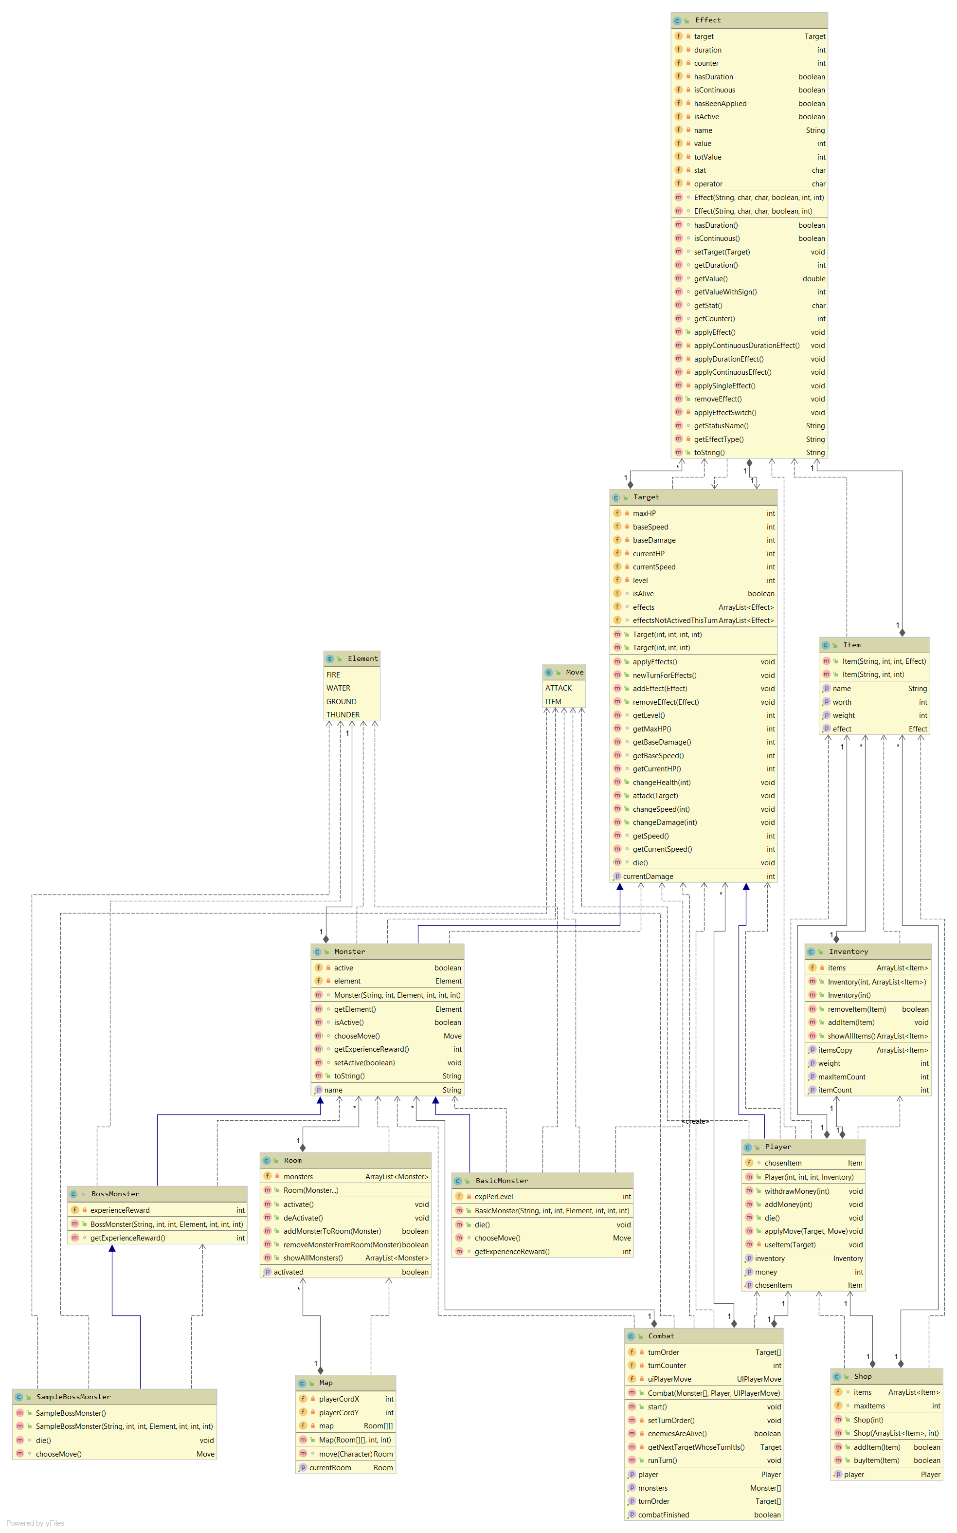 Effect
target Target
duration int
counter int
hasDuration boolean
isContinuous boolean
hasBeenApplied boolean
isActive boolean
name String
value int
totValue int
stat char
operator char
Effect(String, char, char, boolean, int, int)
Effect(String, char, char, boolean, int)
hasDuration() boolean
isContinuous() boolean
setTarget(Target) void
getDuration() int
getValue() double
getValueWithSign() int
getStat() char
getCounter() int
applyEffect() void
applyContinuousDurationEffect() void
applyDurationEffect() void
applyContinuousEffect() void
applySingleEffect() void
removeEffect() void
applyEffectSwitch() void
getStatusName() String
getEffectType() String
toString() String
Target
maxHP int
baseSpeed int
baseDamage int
currentHP int
currentSpeed int
level int
isAlive boolean
effects ArrayList<Effect>
effectsNotActivedThisTurn ArrayList<Effect>
Target(int, int, int, int)
Target(int, int, int)
applyEffects() void
newTurnForEffects() void
addEffect(Effect) void
removeEffect(Effect) void
getLevel() int
getMaxHP() int
getBaseDamage() int
getBaseSpeed() int
getCurrentHP() int
changeHealth(int) void
attack(Target) void
changeSpeed(int) void
changeDamage(int) void
getSpeed() int
getCurrentSpeed() int
die() void
currentDamage int
Element
FIRE
WATER
GROUND
THUNDER
Move
ATTACK
ITEM
Item
Item(String, int, int, Effect)
Item(String, int, int)
name String
worth int
weight int
effect Effect
Monster
active boolean
element Element
Monster(String, int, Element, int, int, int)
getElement() Element
isActive() boolean
chooseMove() Move
getExperienceReward() int
setActive(boolean) void
toString() String
name String
Inventory
items ArrayList<Item>
Inventory(int, ArrayList<Item>)
Inventory(int)
removeItem(Item) boolean
addItem(Item) void
showAllItems() ArrayList<Item>
itemsCopy ArrayList<Item>
weight int
maxItemCount int
itemCount int
«create»
Player
chosenItem Item
Player(int, int, int, Inventory)
withdrawMoney(int) void
addMoney(int) void
die() void
applyMove(Target, Move) void
useItem(Target) void
inventory Inventory
money int
chosenItem Item
Room
monsters ArrayList<Monster>
Room(Monster...)
activate() void
deActivate() void
addMonsterToRoom(Monster) boolean
removeMonsterFromRoom(Monster) boolean
showAllMonsters() ArrayList<Monster>
activated boolean
BasicMonster
expPerLevel int
BasicMonster(String, int, int, Element, int, int, int)
die() void
chooseMove() Move
getExperienceReward() int
BossMonster
experienceReward int
BossMonster(String, int, int, Element, int, int, int)
getExperienceReward() int
Combat
turnOrder Target[]
turnCounter int
uiPlayerMove UIPlayerMove
Combat(Monster[], Player, UIPlayerMove)
start() void
setTurnOrder() void
enemiesAreAlive() boolean
getNextTargetWhoseTurnItIs() Target
runTurn() void
player Player
monsters Monster[]
turnOrder Target[]
combatFinished boolean
Shop
items ArrayList<Item>
maxItems int
Shop(int)
Shop(ArrayList<Item>, int)
addItem(Item) boolean
buyItem(Item) boolean
player Player
Map
playerCordX int
playerCordY int
map Room[][]
Map(Room[][], int, int)
move(Character) Room
currentRoom Room
SampleBossMonster
SampleBossMonster()
SampleBossMonster(String, int, int, Element, int, int, int)
die() void
chooseMove() Move
Powered by yFiles